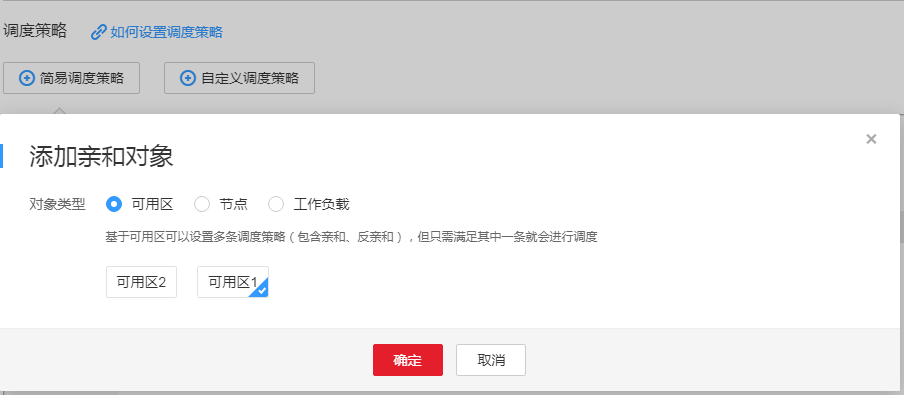 调度策略 如何设置调度策略
简易调度策略 自定义调度策略
添加亲和对象
对象类型 可用区 节点 工作负载
基于可用区可以设置多条调度策略（包含亲和、反亲和），但只需满足其中一条就会进行调度
可用区2 可用区1
确定 取消